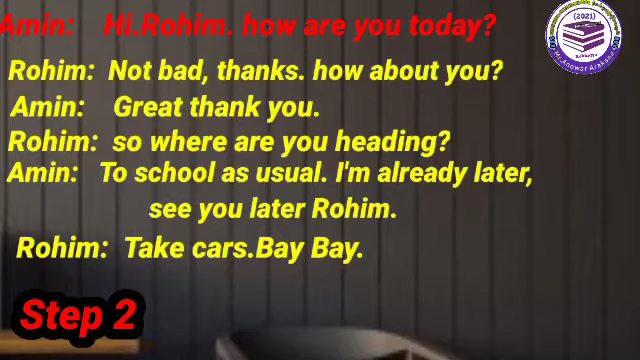 Amin: Hi.Rohim. how are you today?
(2021)
Rohim: Not bad, thanks. how about you?
Amin: Great thank you.
Rohim: so where are you heading?
Amin: To school as usual. I'm already later,
see you later Rohim.
Rohim: Take cars.Bay Bay.
Step 2